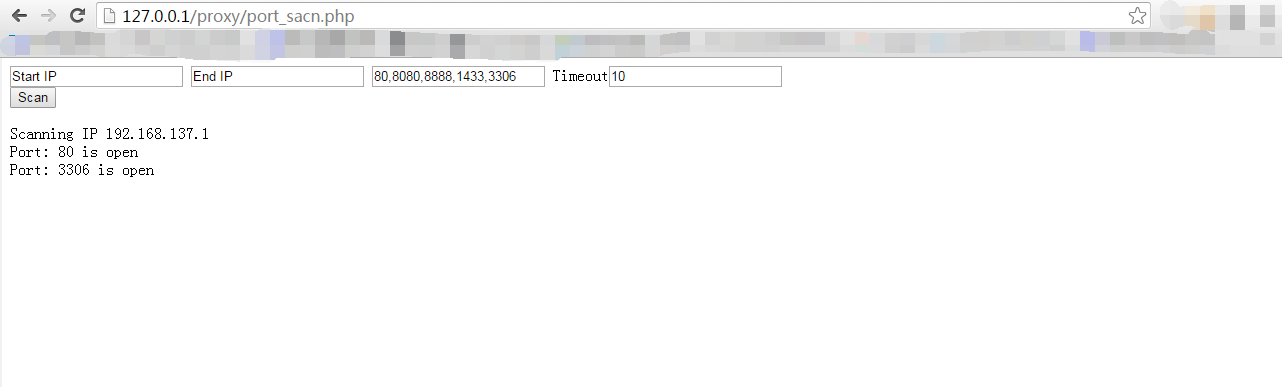 127.0.0.1/proxy/port_sacn.php
Start IP End IP 80,8080,8888,1433,3306 Timeout 10
Scan
Scanning IP 192.168.137.1
Port: 80 is open
Port: 3306 is open